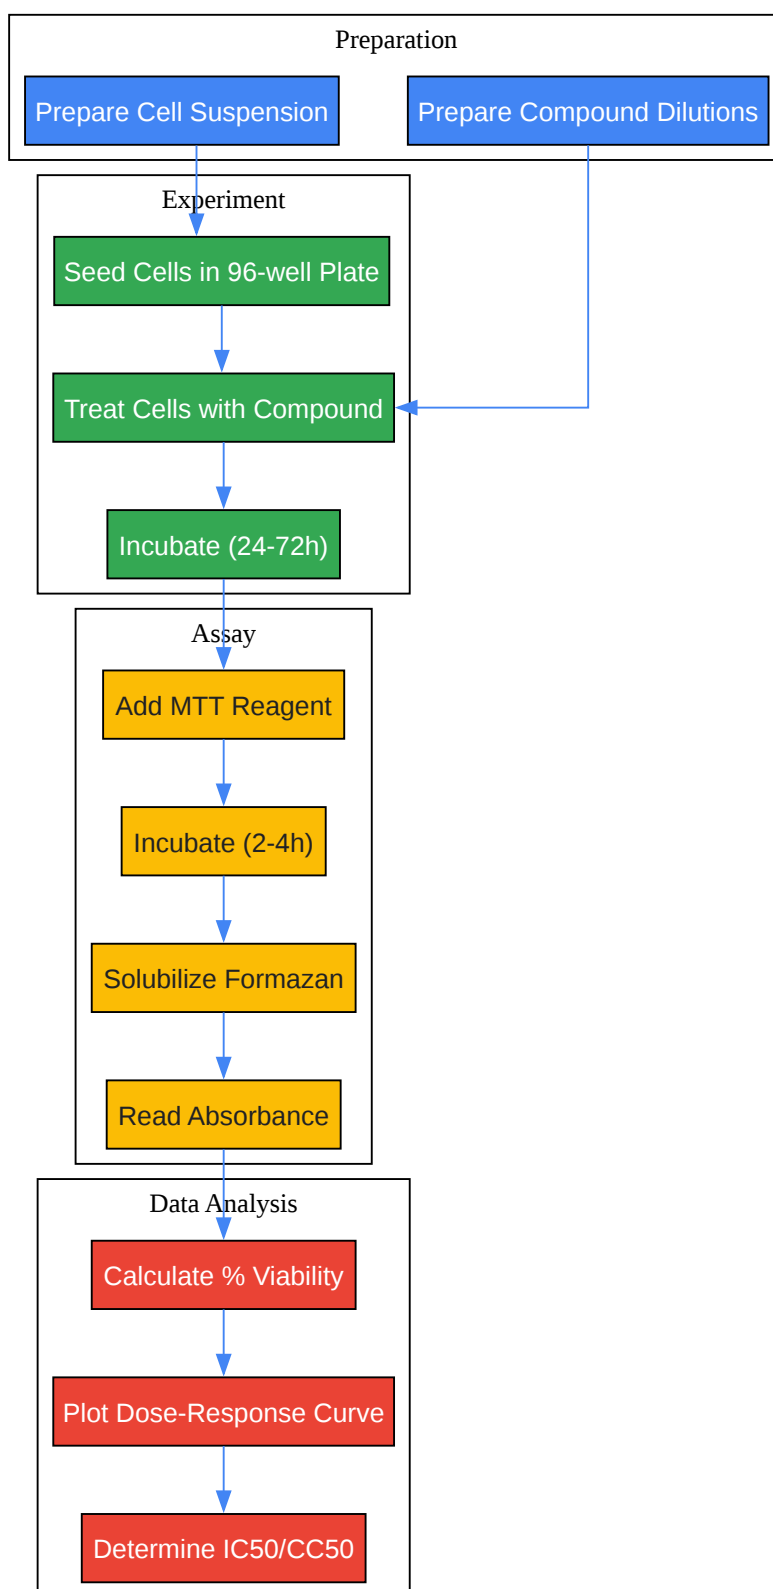 Preparation
Prepare Cell Suspension
Prepare Compound Dilutions
Experiment
Seed Cells in 96-well Plate
Treat Cells with Compound
Incubate (24-72h)
Assay
Add MTT Reagent
Incubate (2-4h)
Solubilize Formazan
Read Absorbance
Data Analysis
Calculate % Viability
Plot Dose-Response Curve
Determine IC50/CC50